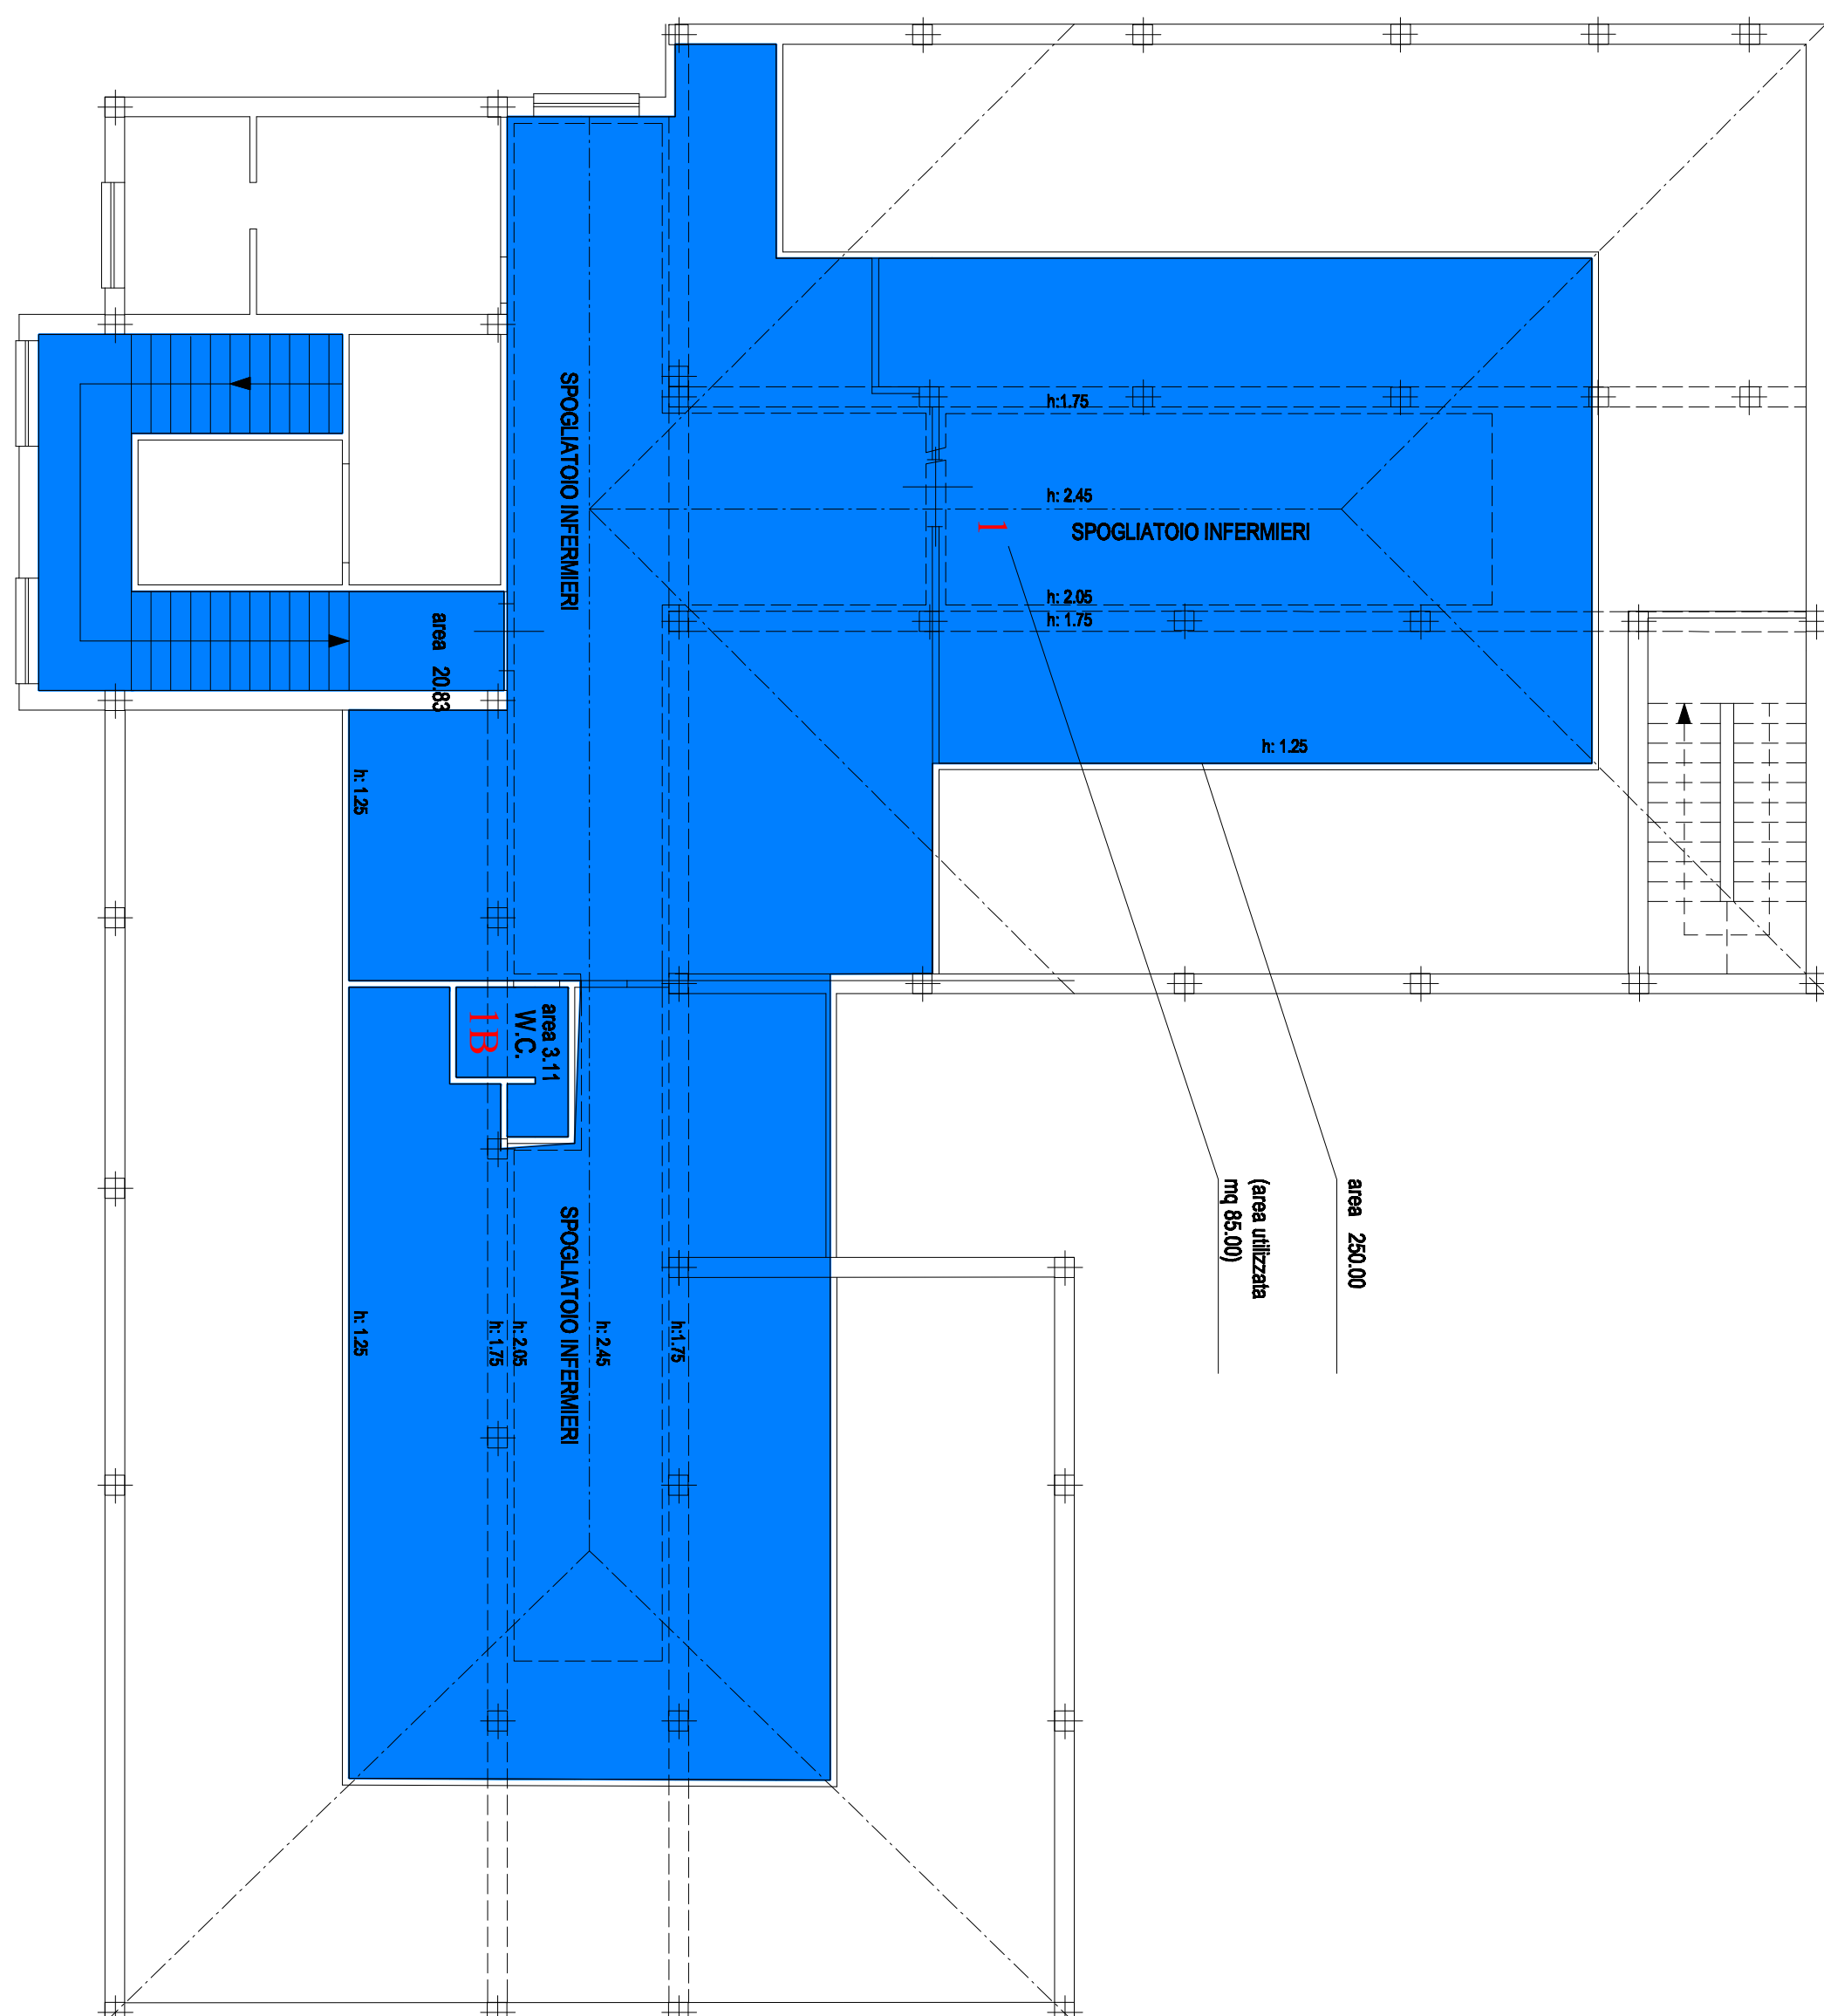 h:1.75
SPOGLIATOIO INFERMIERI
h: 2.45
1
SPOGLIATOIO INFERMIERI
h: 2.05
h: 1.75
area 20.83
h: 1.25
h: 1.25
area 3.11
W.C.
1B
area 250.00
(area utilizzata
mq 85.00)
SPOGLIATOIO INFERMIERI
h: 1.25
h: 1.75
h: 2.05
h: 2.45
h:1.75